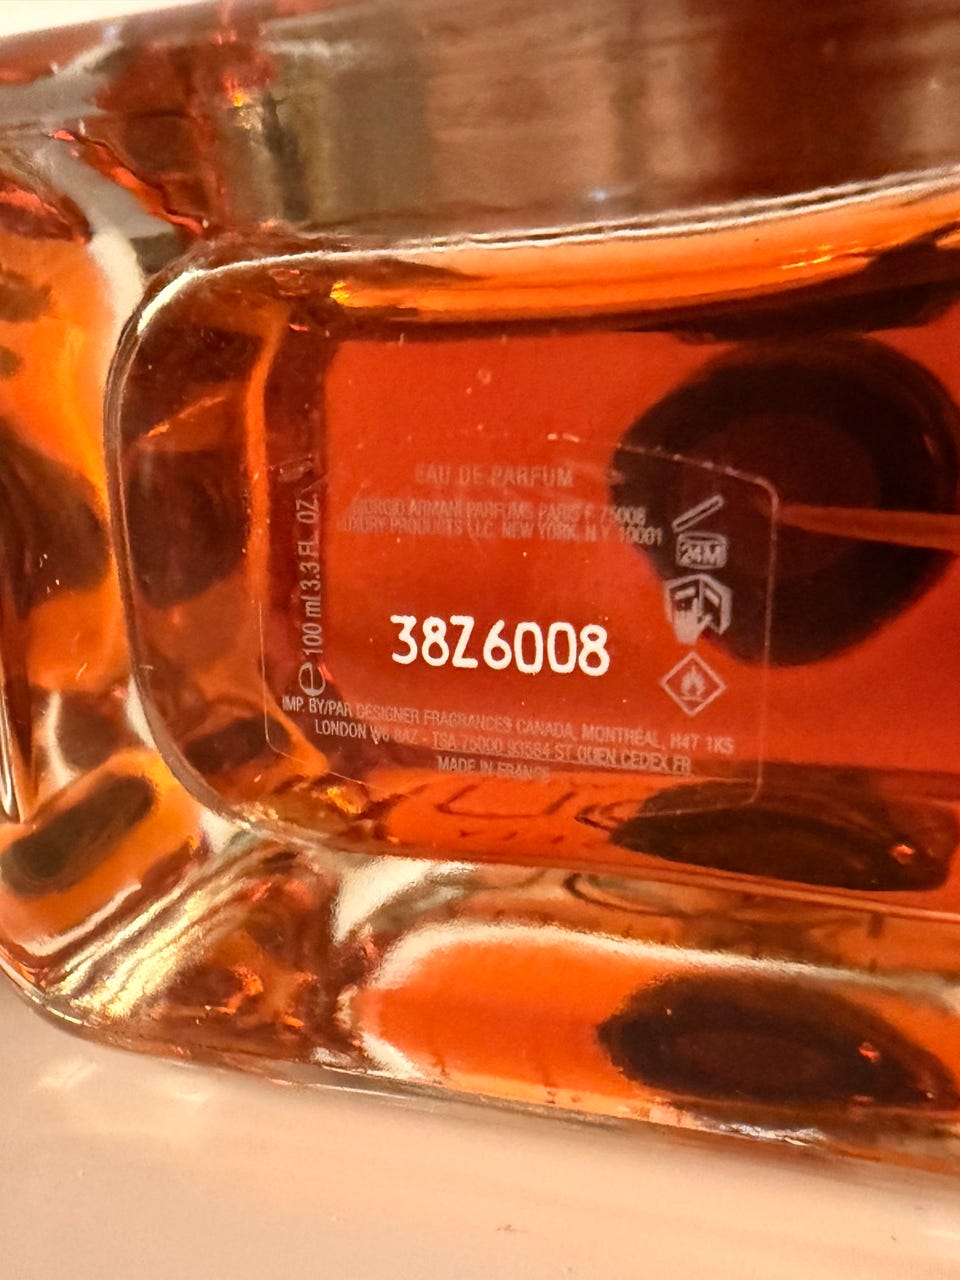 EAU DE PARFUM
GIORGIO ARMANI PARFUMS PARIS F 75008
LUXURY PRODUCTS LLC. NEW YORK, N.Y. 10001
24M
e 100 ml 3.3 FL. OZ.
38Z6008
IMP. BY/PAR DESIGNER FRAGRANCES CANADA, MONTRÉAL, H4T 1K5
LONDON W6 8AZ - TSA 75000 93584 ST OUEN CEDEX FR
MADE IN FRANCE